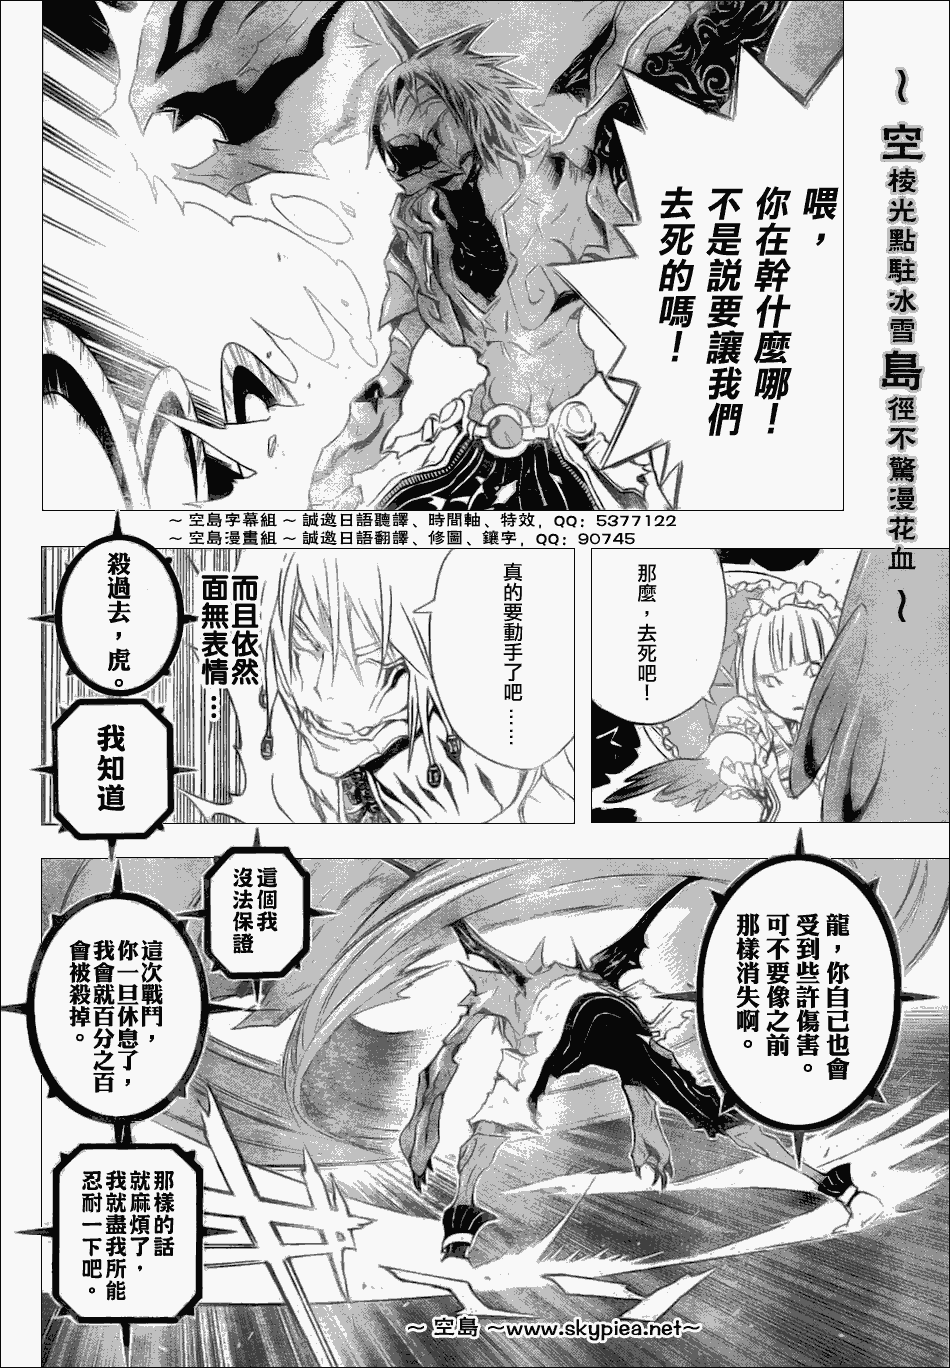 ～空棱光點駐冰雪島徑不驚漫花血～
喂，
你在幹什麼哪！
不是説要讓我們
去死的嗎！
～空島字幕組～誠邀日語聽譯、時間軸、特效，QQ：5377122
～空島漫畫組～誠邀日語翻譯、修圖、鑲字，QQ：90745
那麼，去死吧！
真的要動手了吧……
而且依然
面無表情…
殺過去，虎。
我知道
龍，你自己也會
受到些許傷害。
可不要像之前
那樣消失啊。
這個我
沒法保證
這次戰鬥，
你一旦休息了，
我會就百分之百
會被殺掉。
那樣的話
就麻煩了，
我就盡我所能
忍耐一下吧。
～空島～www.skypiea.net～